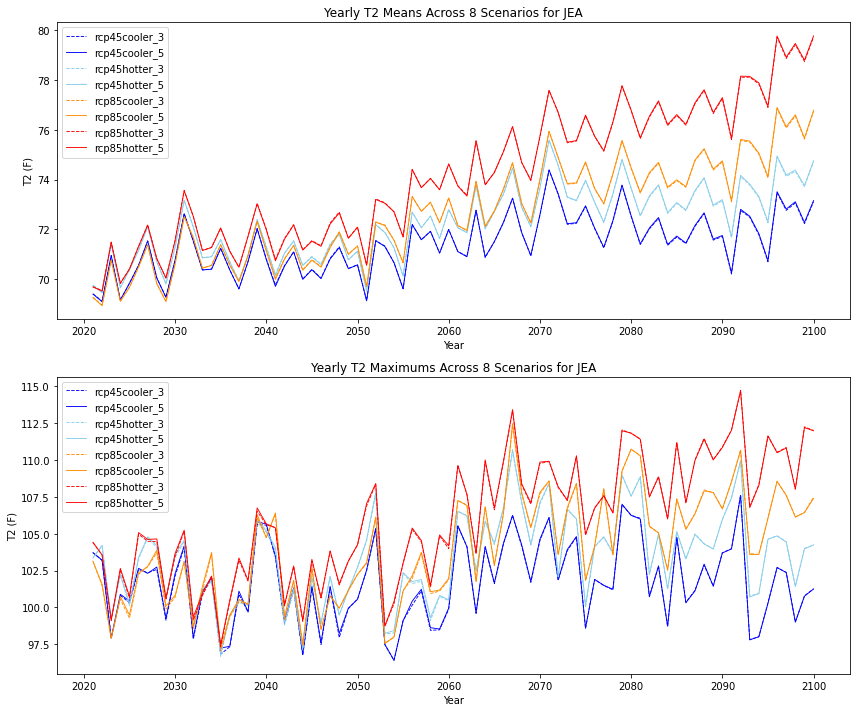 Yearly T2 Means Across 8 Scenarios for JEA
rcp45cooler_3
rcp45cooler_5
rcp45hotter_3
rcp45hotter_5
rcp85cooler_3
rcp85cooler_5
rcp85hotter_3
rcp85hotter_5
80
78
76
74
72
70
T2 (F)
2020 2030 2040 2050 2060 2070 2080 2090 2100
Year
Yearly T2 Maximums Across 8 Scenarios for JEA
rcp45cooler_3
rcp45cooler_5
rcp45hotter_3
rcp45hotter_5
rcp85cooler_3
rcp85cooler_5
rcp85hotter_3
rcp85hotter_5
115.0
112.5
110.0
107.5
105.0
102.5
100.0
97.5
T2 (F)
2020 2030 2040 2050 2060 2070 2080 2090 2100
Year